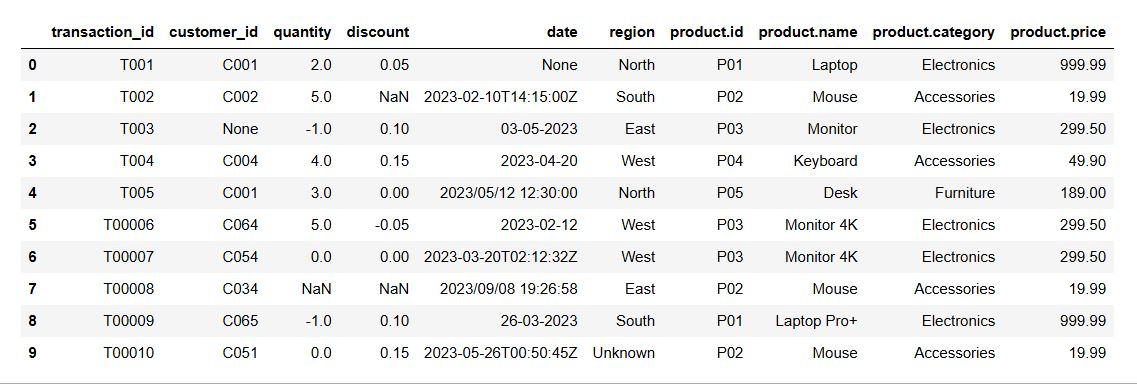 transaction_id customer_id quantity discount date region product.id product.name product.category product.price
0 T001 C001 2.0 0.05 None North P01 Laptop Electronics 999.99
1 T002 C002 5.0 NaN 2023-02-10T14:15:00Z South P02 Mouse Accessories 19.99
2 T003 None -1.0 0.10 03-05-2023 East P03 Monitor Electronics 299.50
3 T004 C004 4.0 0.15 2023-04-20 West P04 Keyboard Accessories 49.90
4 T005 C001 3.0 0.00 2023/05/12 12:30:00 North P05 Desk Furniture 189.00
5 T00006 C064 5.0 -0.05 2023-02-12 West P03 Monitor 4K Electronics 299.50
6 T00007 C054 0.0 0.00 2023-03-20T02:12:32Z West P03 Monitor 4K Electronics 299.50
7 T00008 C034 NaN NaN 2023/09/08 19:26:58 East P02 Mouse Accessories 19.99
8 T00009 C065 -1.0 0.10 26-03-2023 South P01 Laptop Pro+ Electronics 999.99
9 T00010 C051 0.0 0.15 2023-05-26T00:50:45Z Unknown P02 Mouse Accessories 19.99